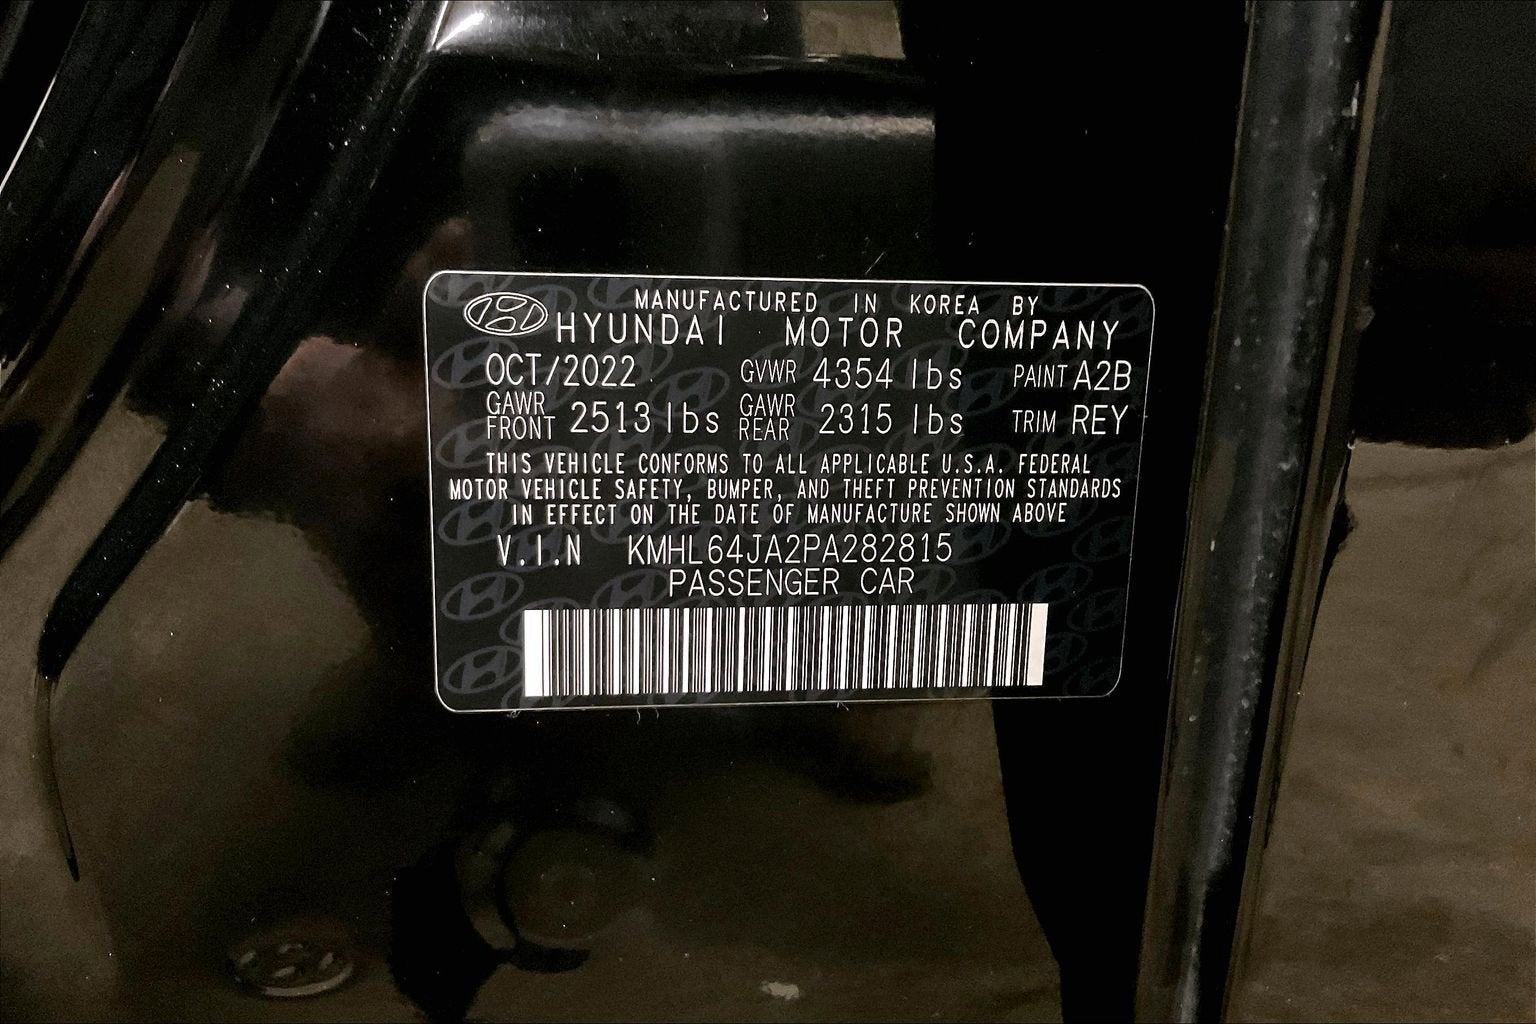 MANUFACTURED IN KOREA BY
HYUNDAI MOTOR COMPANY
OCT/2022 GVWR 4354 lbs PAINT A2B
GAWR FRONT 2513 lbs GAWR REAR 2315 lbs TRIM REY
THIS VEHICLE CONFORMS TO ALL APPLICABLE U.S.A. FEDERAL
MOTOR VEHICLE SAFETY, BUMPER, AND THEFT PREVENTION STANDARDS
IN EFFECT ON THE DATE OF MANUFACTURE SHOWN ABOVE
V.I.N KMHL64JA2PA282815
PASSENGER CAR